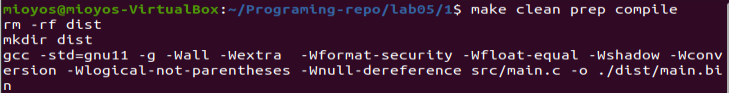 mioyos@mioyos-VirtualBox:~/Programing-repo/lab05/1$ make clean prep compile
rm -rf dist
mkdir dist
gcc -std=gnu11 -g -Wall -Wextra  -Wformat-security -Wfloat-equal -Wshadow -Wconv
ersion -Wlogical-not-parentheses -Wnull-dereference src/main.c -o ./dist/main.bi
n